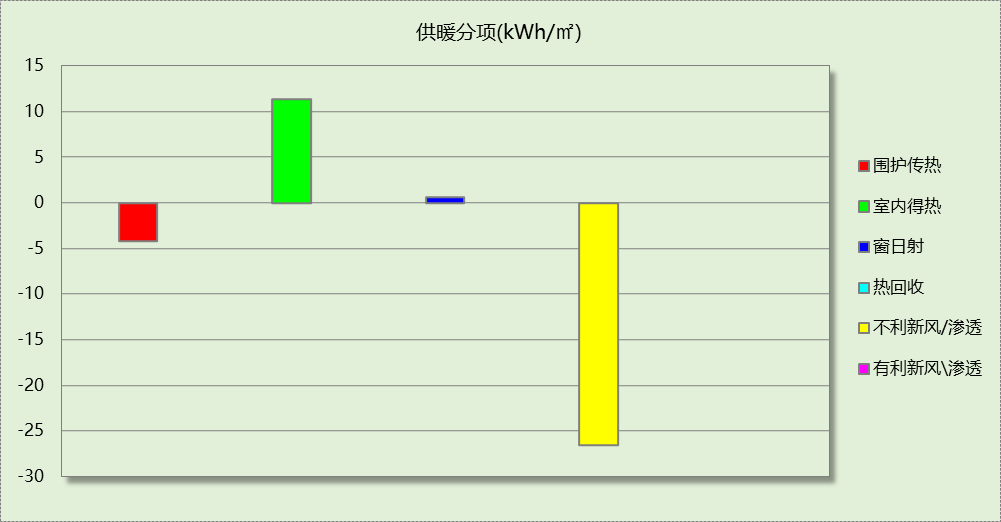 供暖分项(kWh/㎡)
15
10
5
0
-5
-10
-15
-20
-25
-30
围护传热
室内得热
窗日射
热回收
不利新风/渗透
有利新风\渗透